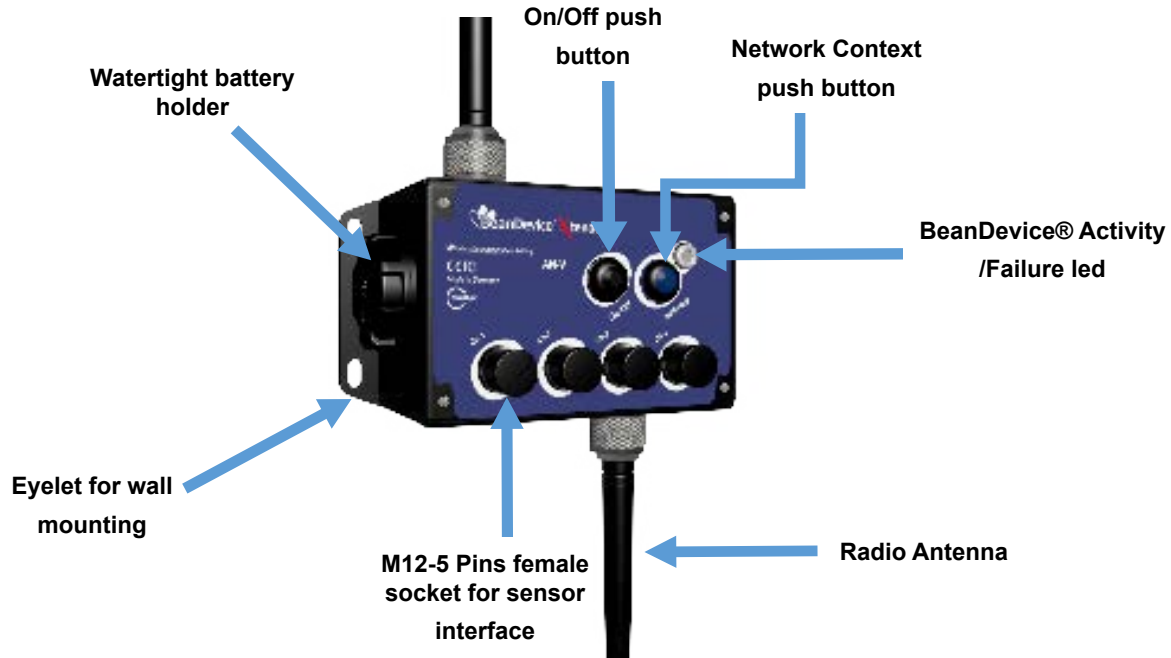 On/Off push
button
Network Context
push button
Watertight battery
holder
BeanDevice® Activity
/Failure led
BeanDevice
AN-V
Eyelet for wall
mounting
M12-5 Pins female
socket for sensor
interface
Radio Antenna